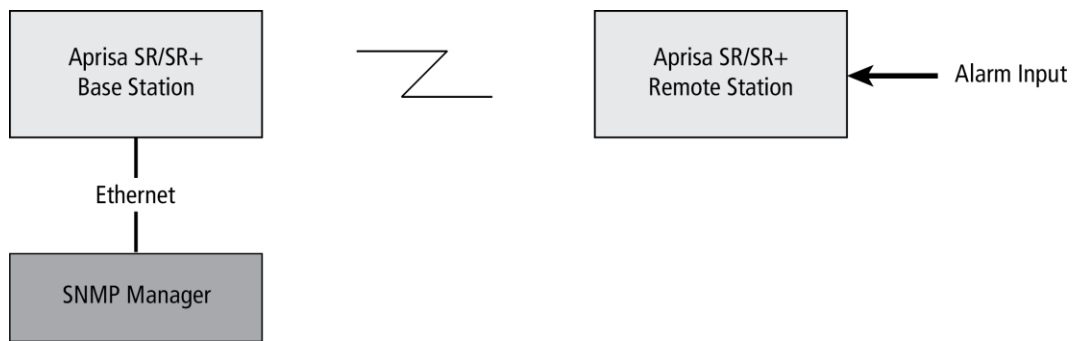 Aprisa SR/SR+
Base Station
Aprisa SR/SR+
Remote Station
Alarm Input
Ethernet
SNMP Manager